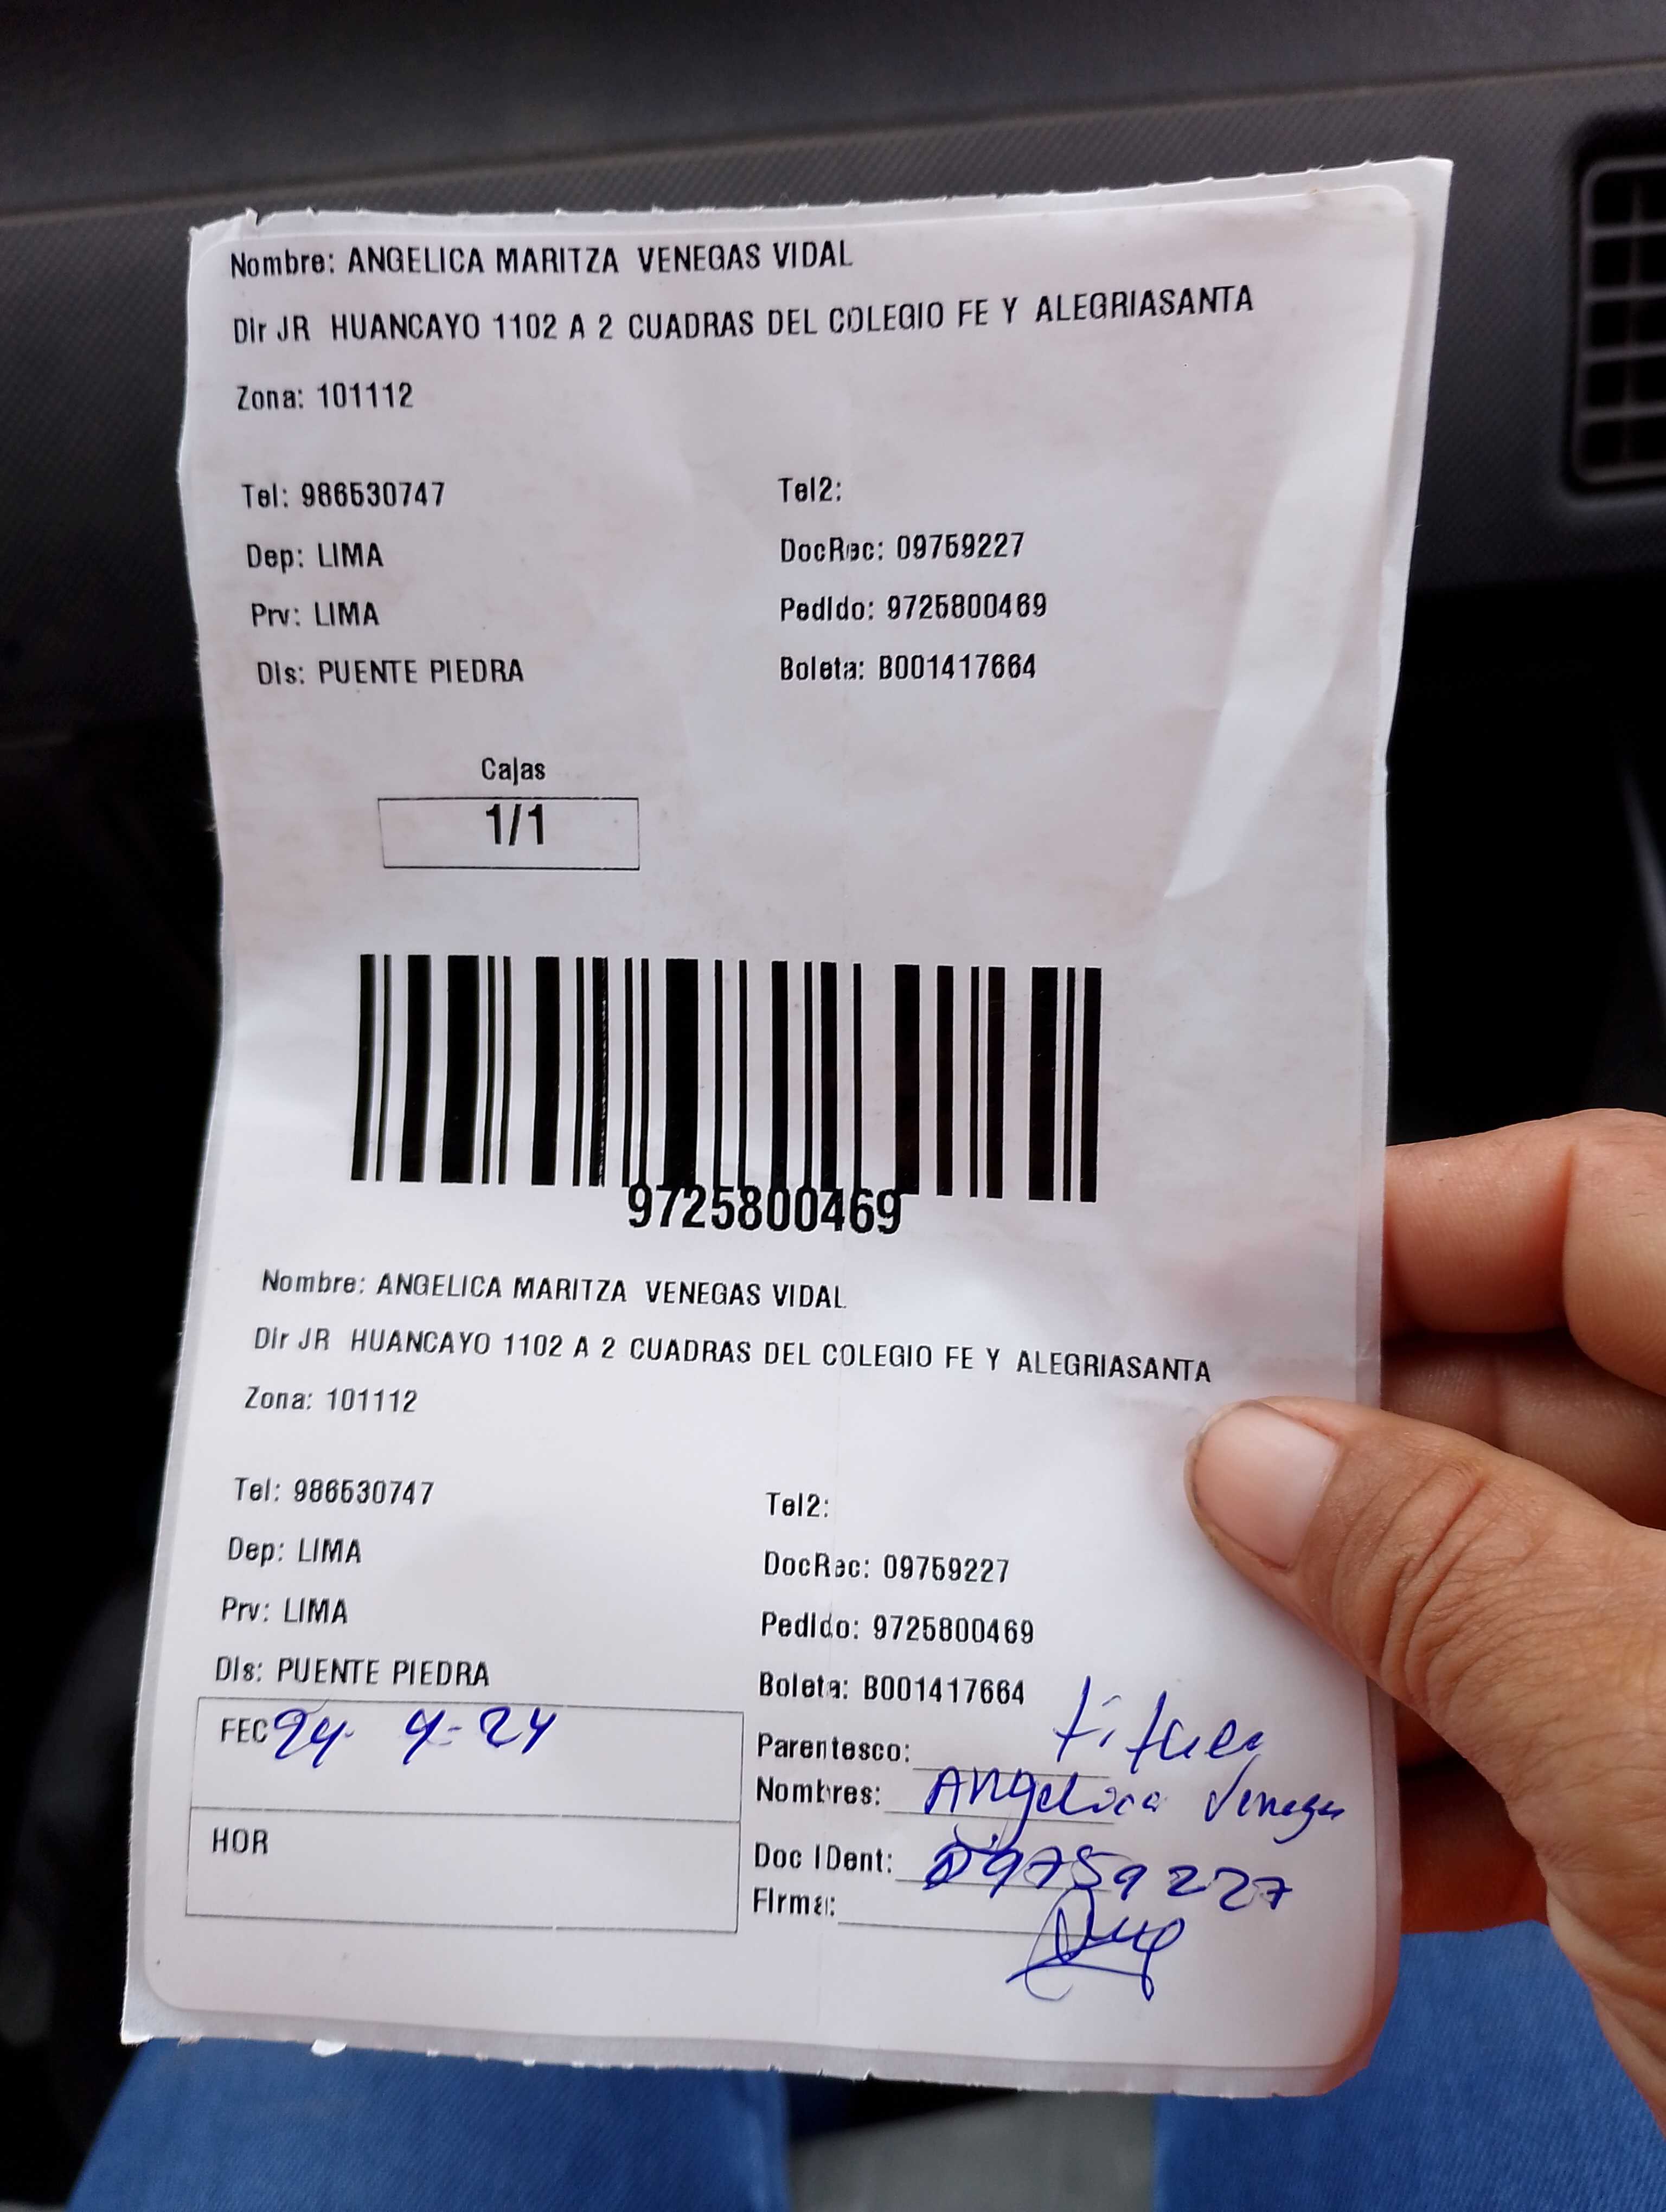 Nombre: ANGELICA MARITZA VENEGAS VIDAL
Dir JR HUANCAYO 1102 A 2 CUADRAS DEL COLEGIO FE Y ALEGRIASANTA
Zona: 101112
Tel: 986530747 Tel2:
Dep: LIMA DocRec: 09759227
Prv: LIMA Pedido: 9725800469
Dis: PUENTE PIEDRA Boleta: B001417664
Cajas
1/1
9725800469
Nombre: ANGELICA MARITZA VENEGAS VIDAL
Dir JR HUANCAYO 1102 A 2 CUADRAS DEL COLEGIO FE Y ALEGRIASANTA
Zona: 101112
Tel: 986530747 Tel2:
Dep: LIMA DocRec: 09759227
Prv: LIMA Pedido: 9725800469
Dis: PUENTE PIEDRA Boleta: B001417664
FEC 24- 4-24
HOR
Parentesco: titular
Nombres: Angelica Venegas
Doc IDent: 09759227
Firma: